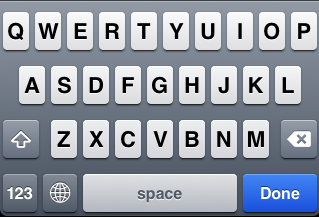 Q W E R T Y U I O P
A S D F G H J K L
Z X C V B N M
123 space Done